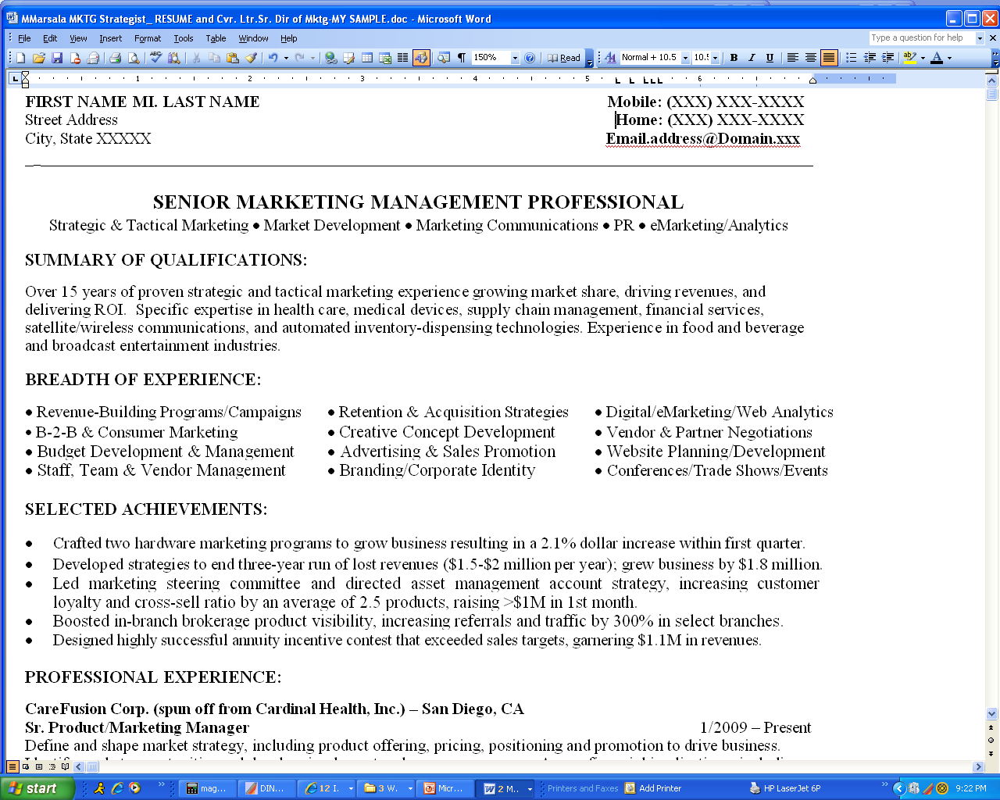 MMarsala MKTG Strategist_ RESUME and Cvr. Ltr.Sr. Dir of Mktg-MY SAMPLE.doc - Microsoft Word
File Edit View Insert Format Tools Table Window Help Type a question for help
150% Read Normal + 10.5 10.5 B I U
1 2 3 4 5 6
FIRST NAME MI. LAST NAME Mobile: (XXX) XXX-XXXX
Street Address Home: (XXX) XXX-XXXX
City, State XXXXX Email.address@Domain.xxx
SENIOR MARKETING MANAGEMENT PROFESSIONAL
Strategic & Tactical Marketing ● Market Development ● Marketing Communications ● PR ● eMarketing/Analytics
SUMMARY OF QUALIFICATIONS:
Over 15 years of proven strategic and tactical marketing experience growing market share, driving revenues, and
delivering ROI.  Specific expertise in health care, medical devices, supply chain management, financial services,
satellite/wireless communications, and automated inventory-dispensing technologies. Experience in food and beverage
and broadcast entertainment industries.
BREADTH OF EXPERIENCE:
● Revenue-Building Programs/Campaigns ● Retention & Acquisition Strategies ● Digital/eMarketing/Web Analytics
● B-2-B & Consumer Marketing ● Creative Concept Development ● Vendor & Partner Negotiations
● Budget Development & Management ● Advertising & Sales Promotion ● Website Planning/Development
● Staff, Team & Vendor Management ● Branding/Corporate Identity ● Conferences/Trade Shows/Events
SELECTED ACHIEVEMENTS:
● Crafted two hardware marketing programs to grow business resulting in a 2.1% dollar increase within first quarter.
● Developed strategies to end three-year run of lost revenues ($1.5-$2 million per year); grew business by $1.8 million.
● Led marketing steering committee and directed asset management account strategy, increasing customer
loyalty and cross-sell ratio by an average of 2.5 products, raising >$1M in 1st month.
● Boosted in-branch brokerage product visibility, increasing referrals and traffic by 300% in select branches.
● Designed highly successful annuity incentive contest that exceeded sales targets, garnering $1.1M in revenues.
PROFESSIONAL EXPERIENCE:
CareFusion Corp. (spun off from Cardinal Health, Inc.) – San Diego, CA
Sr. Product/Marketing Manager 1/2009 – Present
Define and shape market strategy, including product offering, pricing, positioning and promotion to drive business.
start mag... DIN... 12 I. 3 W. Micr... 2 M.. Printers and Faxes Add Printer HP LaserJet 6P 9:22 PM